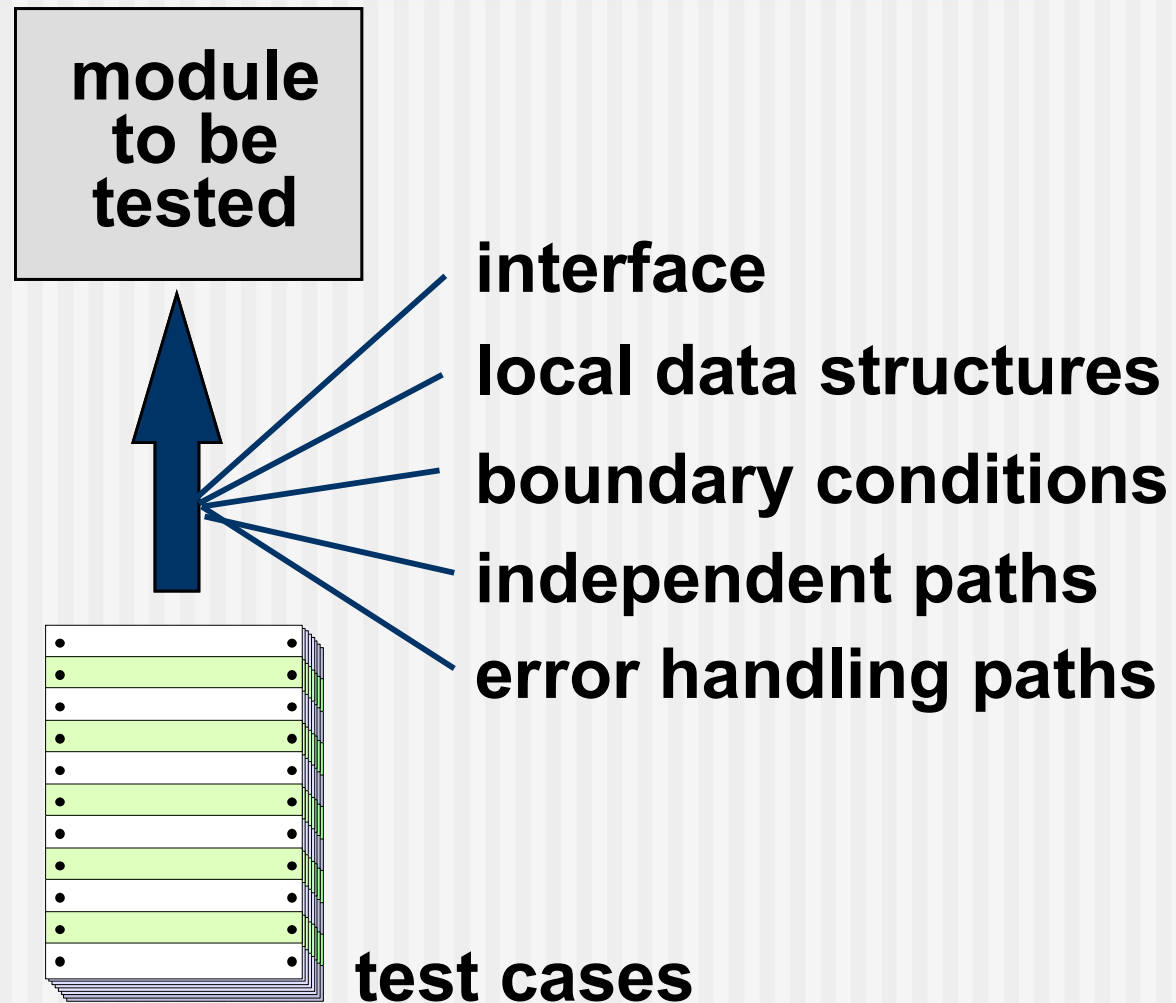 module
to be
tested
interface
local data structures
boundary conditions
independent paths
error handling paths
test cases